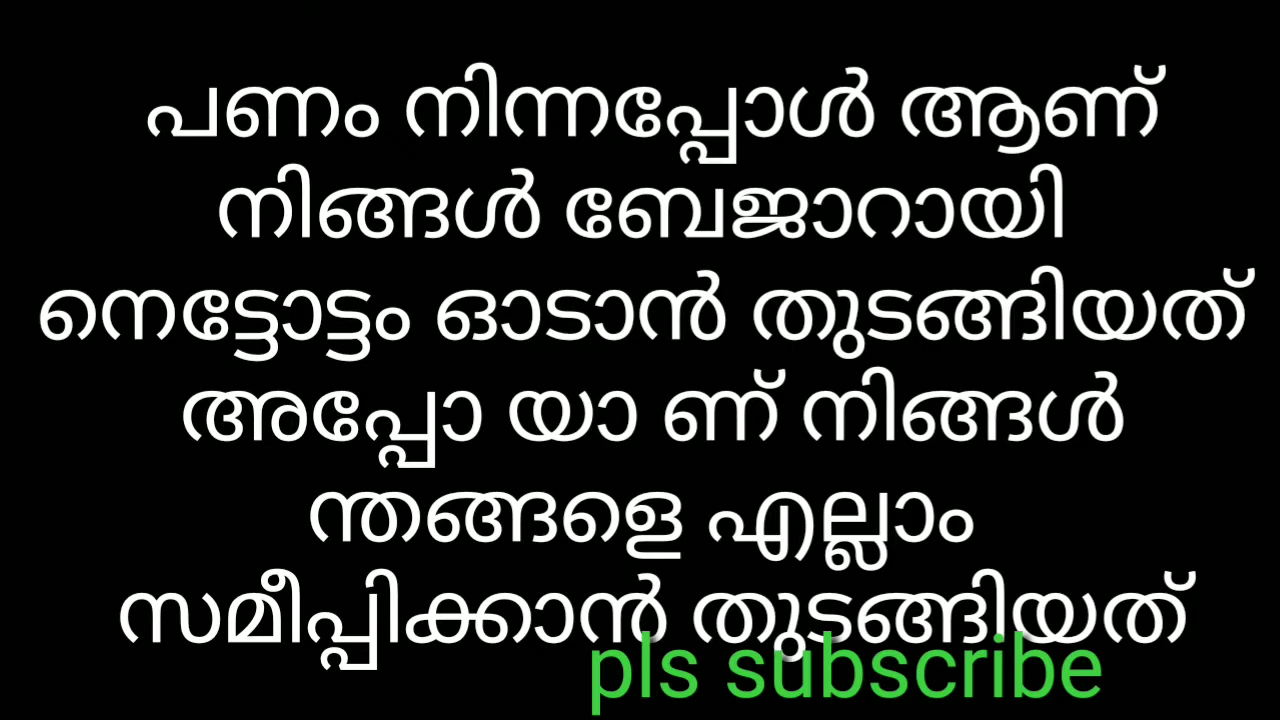 പണം നിന്നപ്പോൾ ആണ്
നിങ്ങൾ ബേജാറായി
നെട്ടോട്ടം ഓടാൻ തുടങ്ങിയത്
അപ്പോ യാ ണ് നിങ്ങൾ
ന്തങ്ങളെ എല്ലാം
സമീപ്പിക്കാൻ തുടങ്ങിയത്
pls subscribe